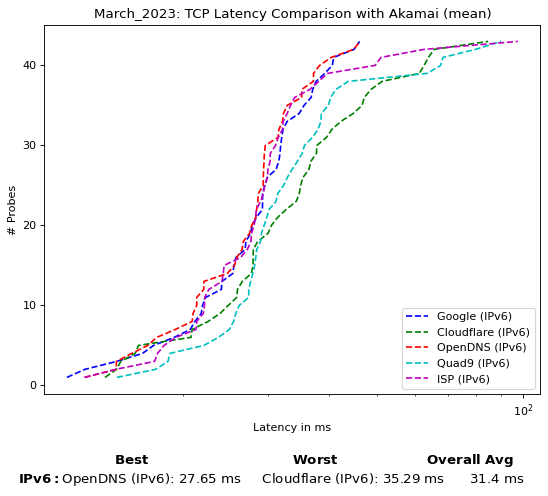 March_2023: TCP Latency Comparison with Akamai (mean)
40
30
20
10
0
# Probes
Google (IPv6)
Cloudflare (IPv6)
OpenDNS (IPv6)
Quad9 (IPv6)
ISP (IPv6)
10²
Latency in ms
Best Worst Overall Avg
IPv6: OpenDNS (IPv6): 27.65 ms Cloudflare (IPv6): 35.29 ms 31.4 ms